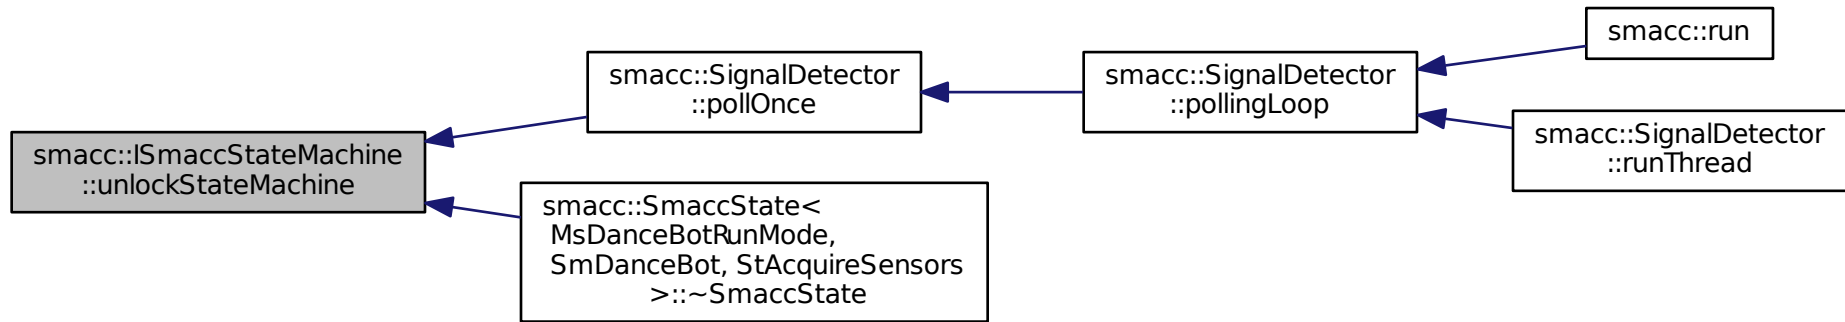 smacc::ISmaccStateMachine
::unlockStateMachine
smacc::SignalDetector
::pollOnce
smacc::SignalDetector
::pollingLoop
smacc::run
smacc::SignalDetector
::runThread
smacc::SmaccState<
MsDanceBotRunMode,
SmDanceBot, StAcquireSensors
>::~SmaccState